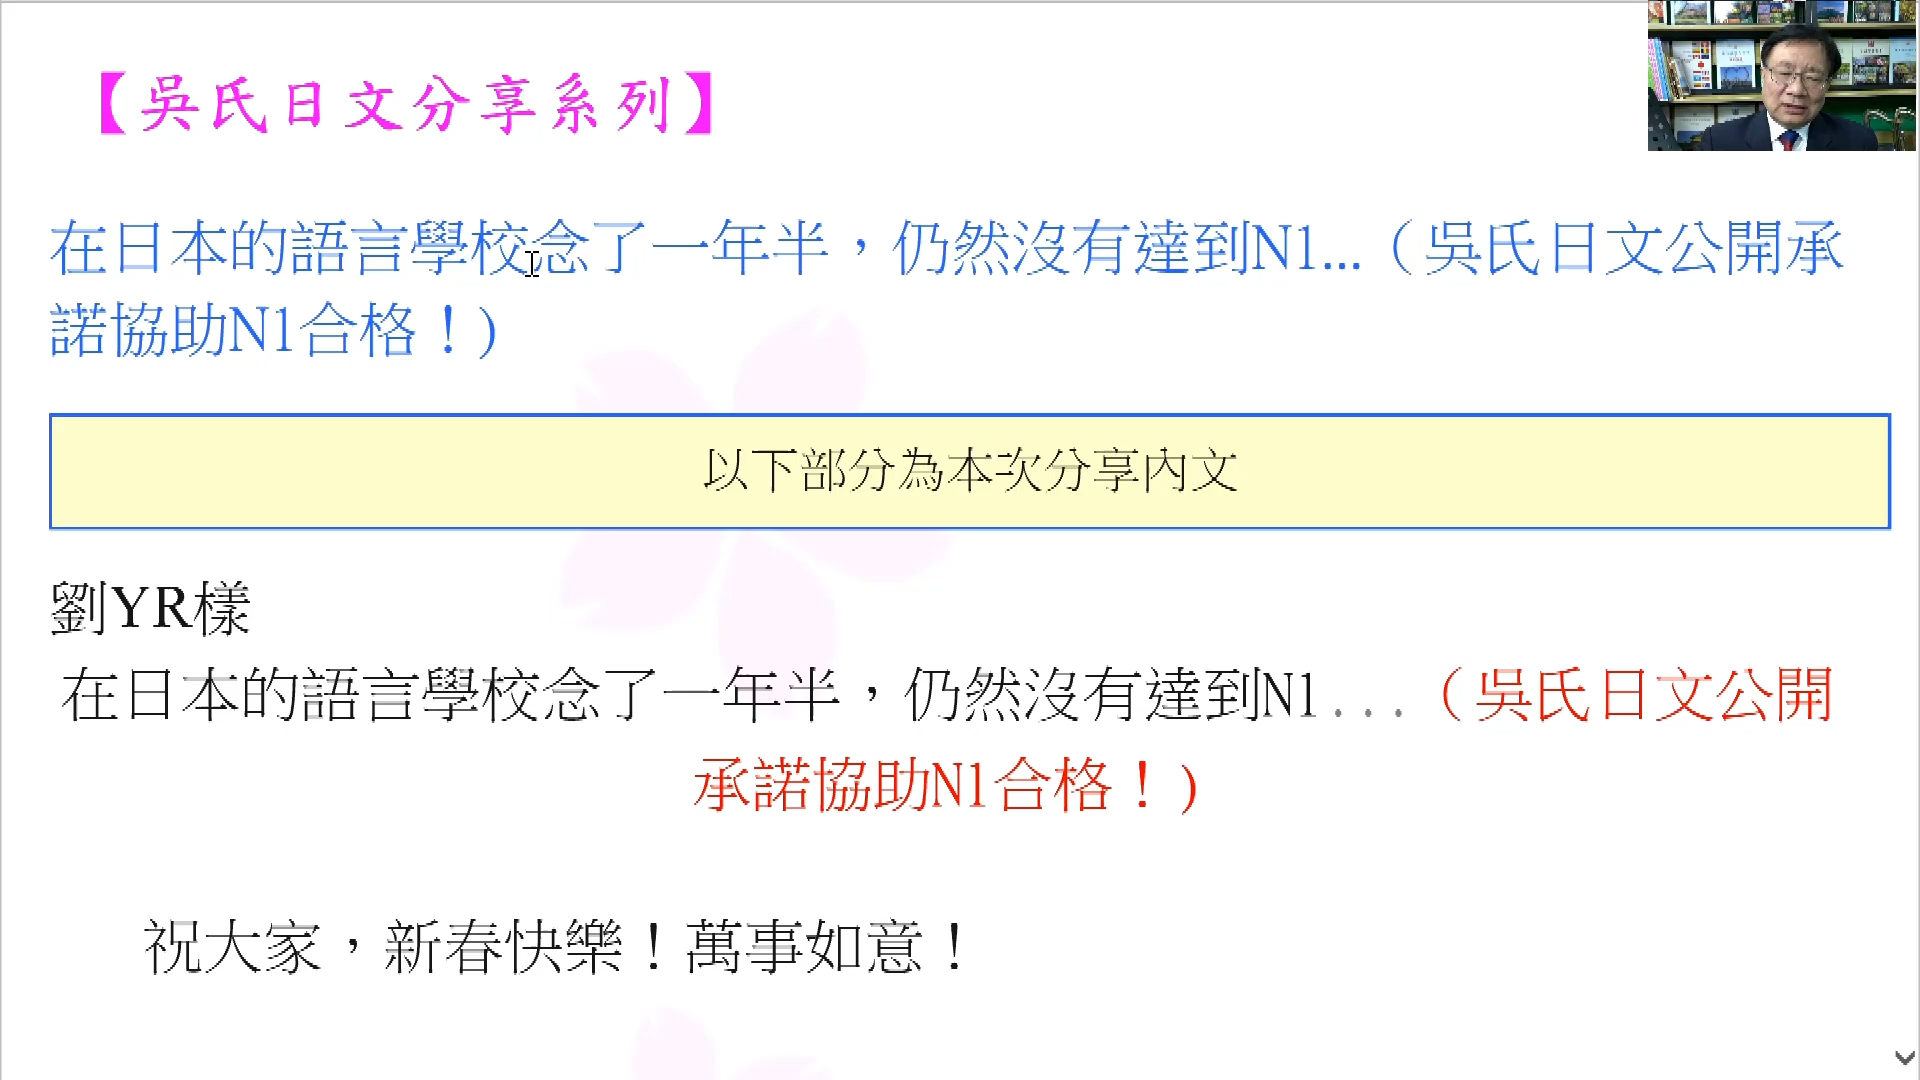 【吳氏日文分享系列】
在日本的語言學校念了一年半，仍然沒有達到N1...（吳氏日文公開承
諾協助N1合格！)
以下部分為本次分享內文
劉YR樣
在日本的語言學校念了一年半，仍然沒有達到N1...（吳氏日文公開
承諾協助N1合格！)
祝大家，新春快樂！萬事如意！